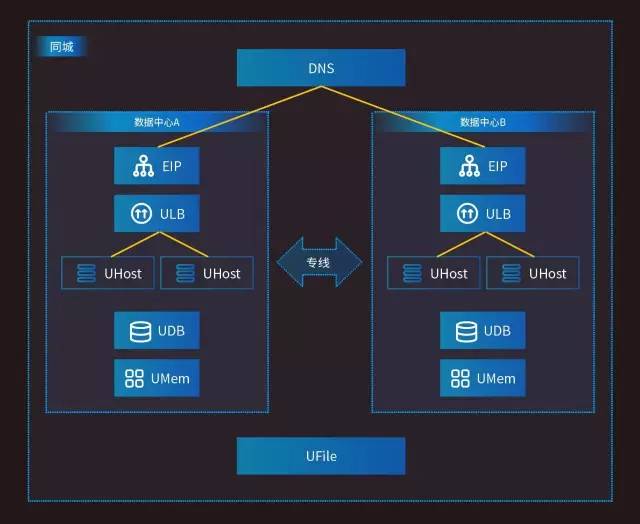 同城
DNS
数据中心A
数据中心B
EIP
EIP
ULB
ULB
专线
UHost
UHost
UHost
UHost
UDB
UDB
UMem
UMem
UFile